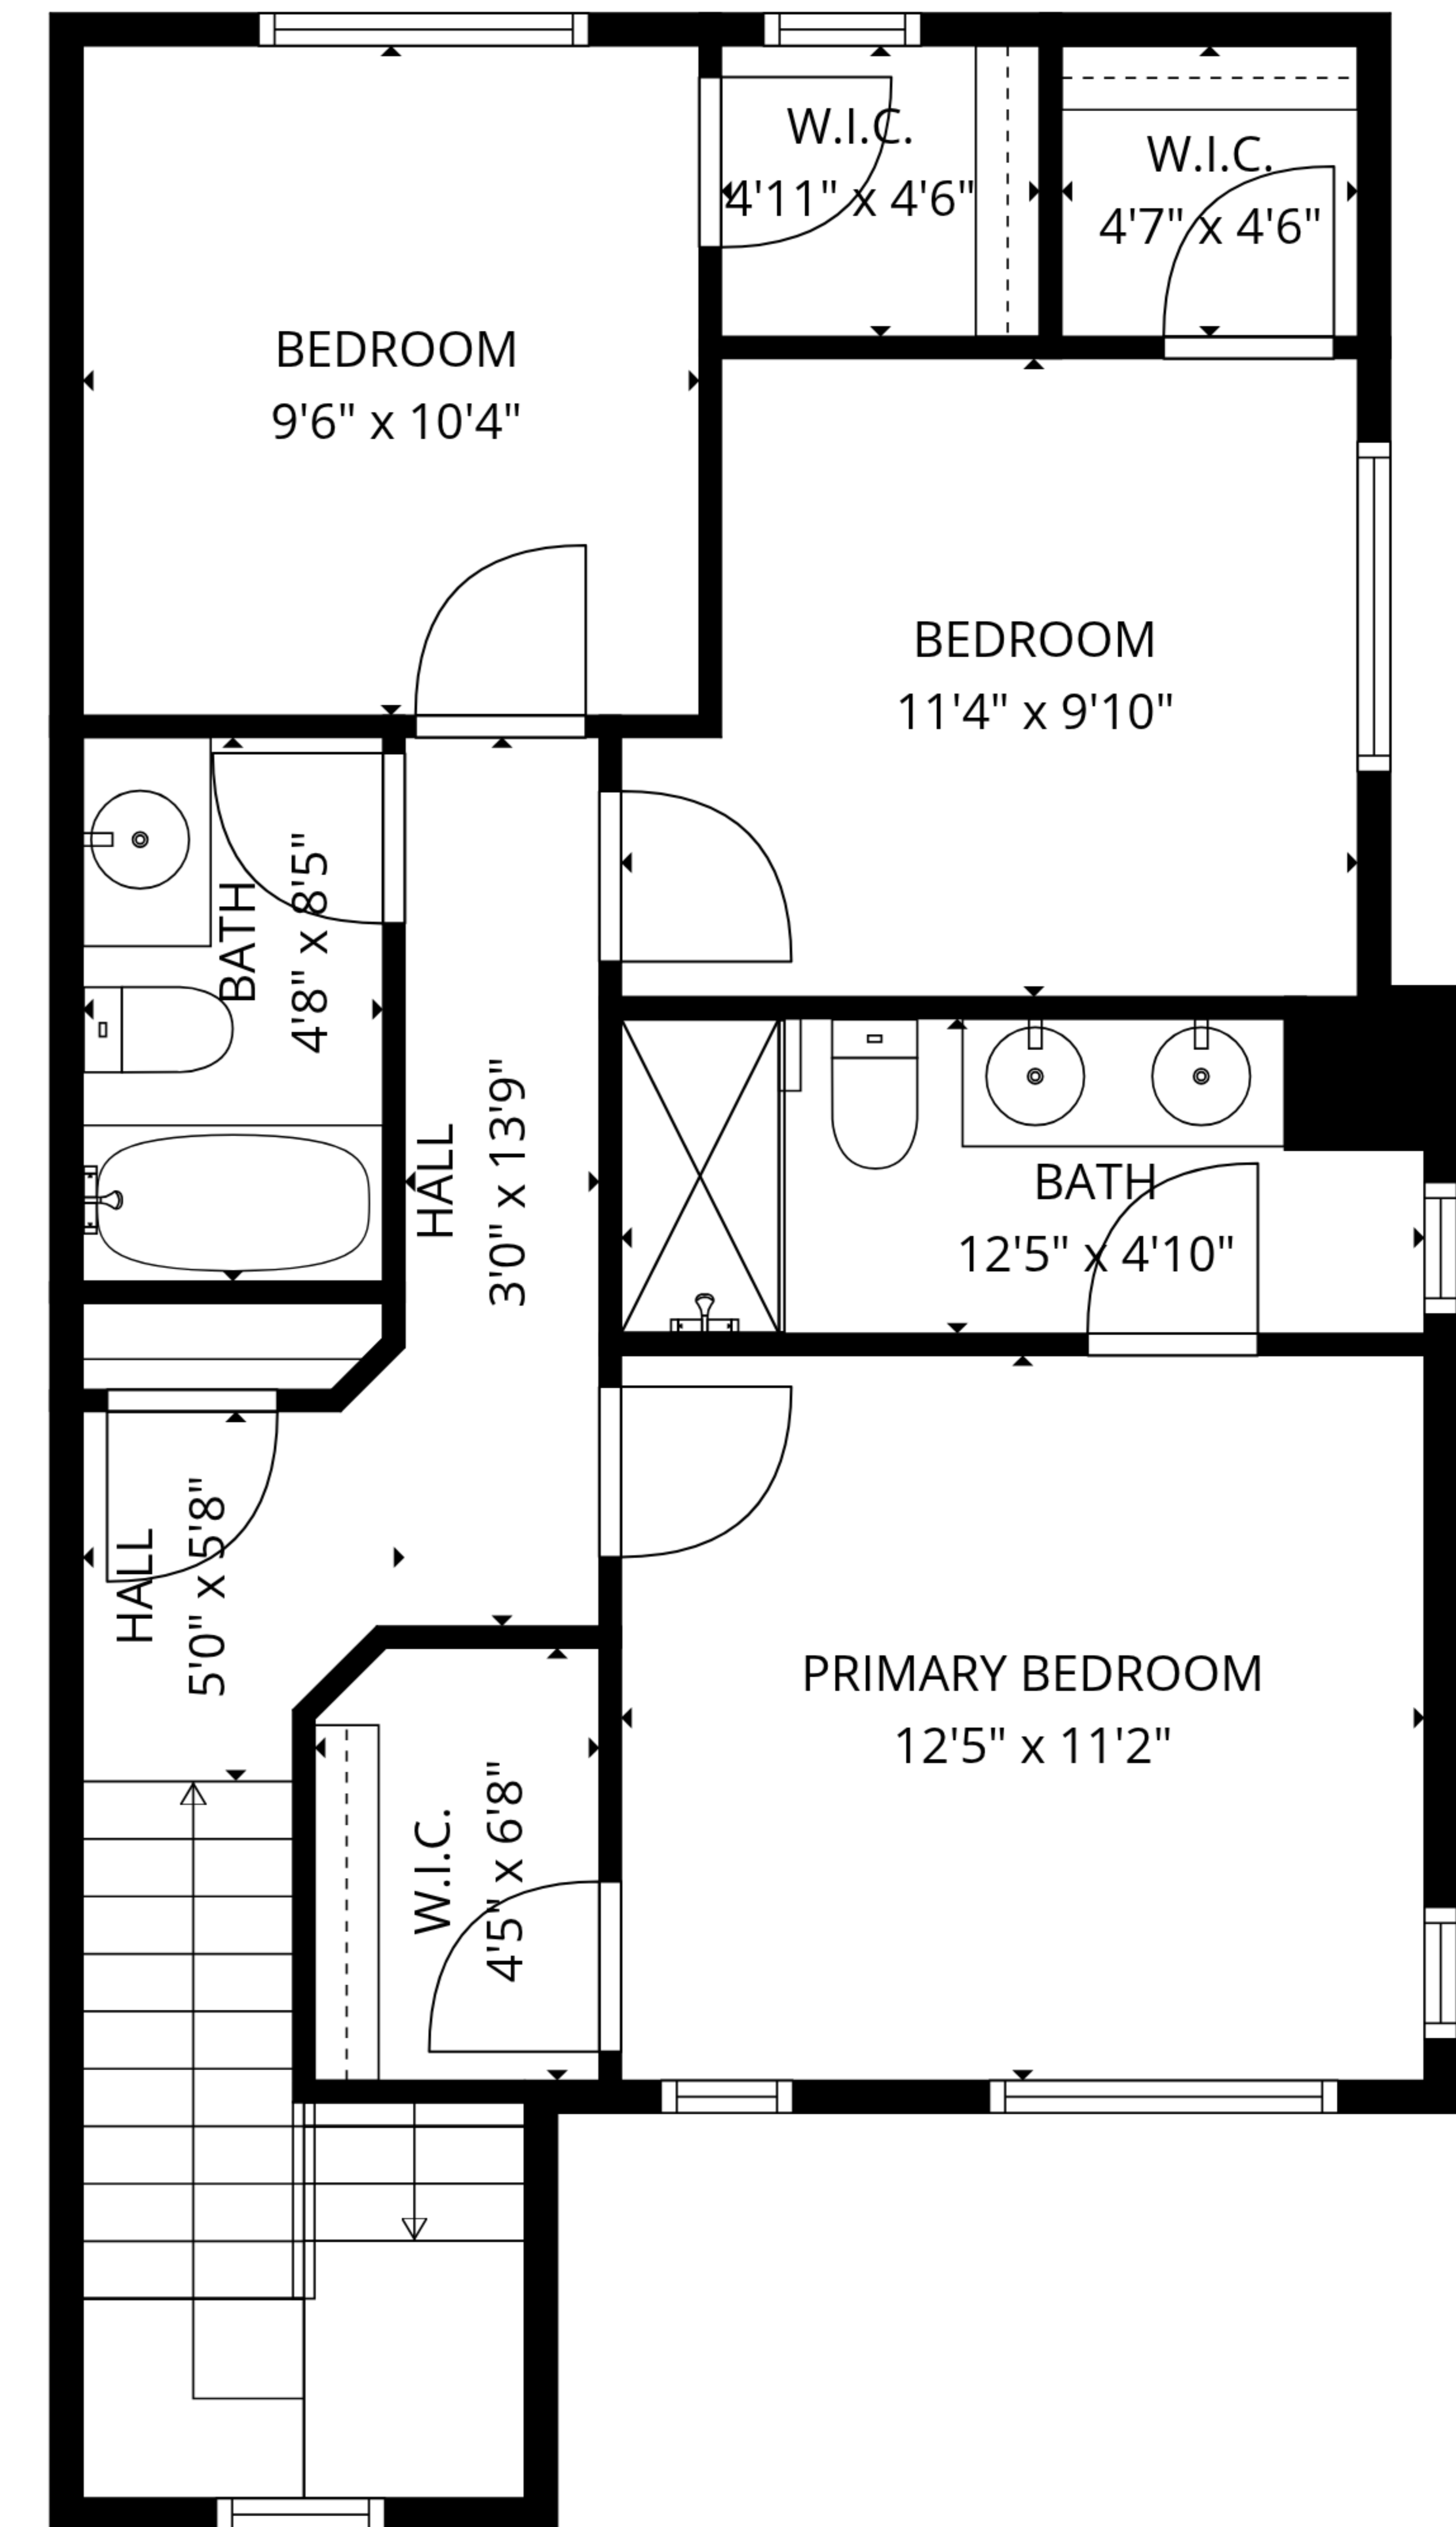 W.I.C.
4'11" x 4'6"
W.I.C.
4'7" x 4'6"
BEDROOM
9'6" x 10'4"
BEDROOM
11'4" x 9'10"
BATH
4'8" x 8'5"
HALL
3'0" x 13'9"
BATH
12'5" x 4'10"
HALL
5'0" x 5'8"
PRIMARY BEDROOM
12'5" x 11'2"
W.I.C.
4'5" x 6'8"